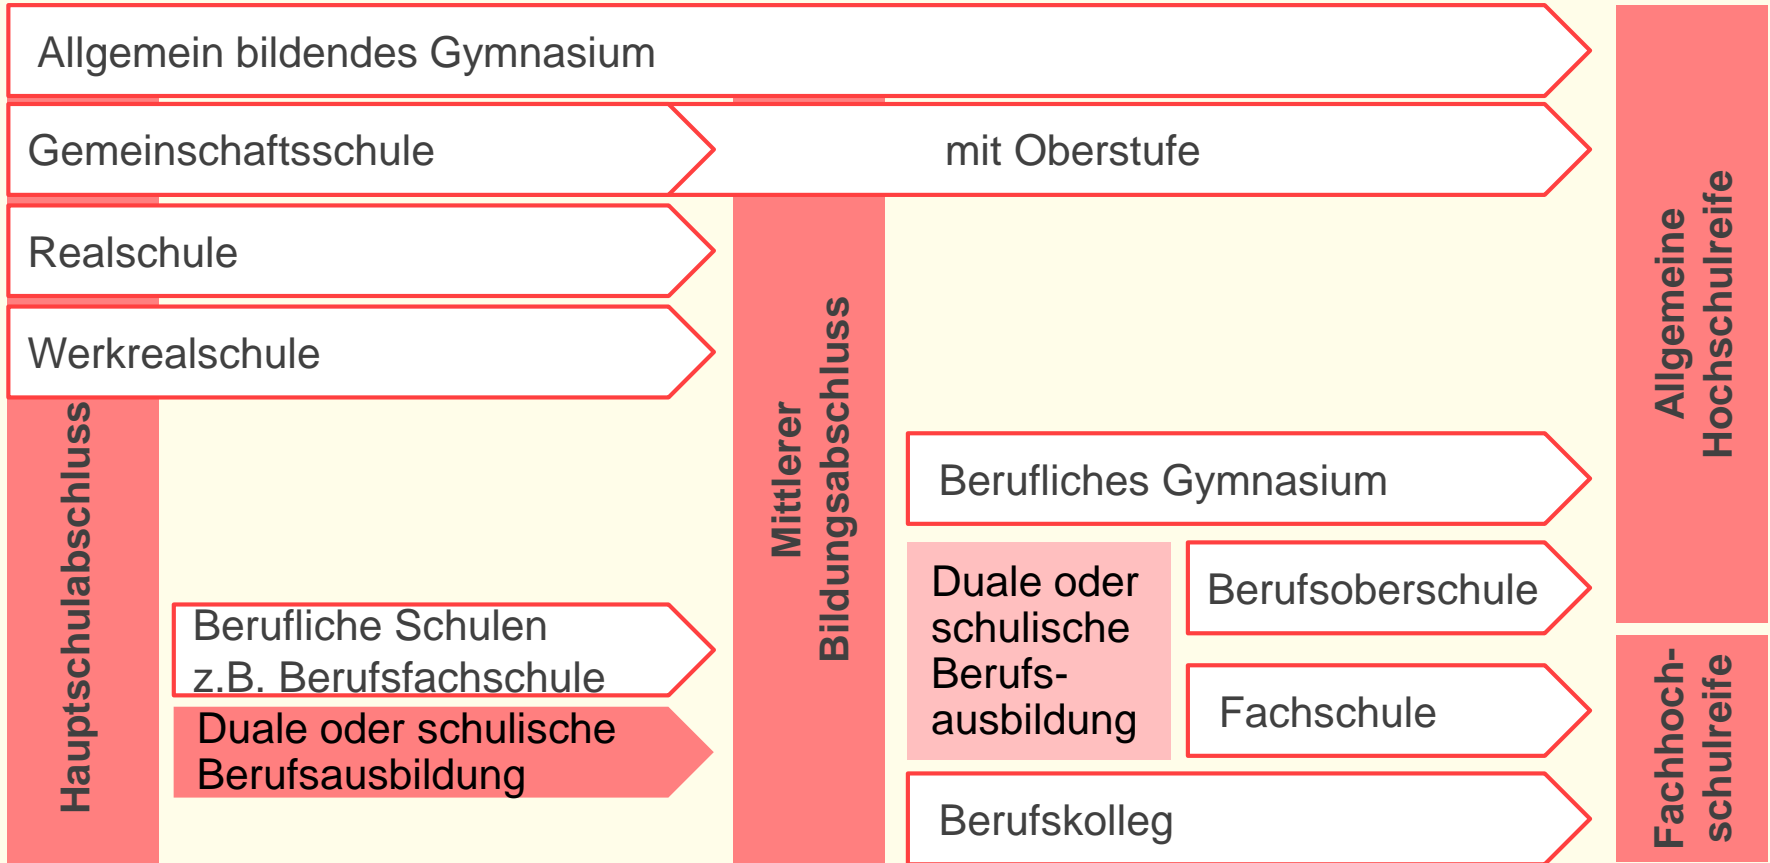 Allgemein bildendes Gymnasium
Gemeinschaftsschule
mit Oberstufe
Realschule
Werkrealschule
Hauptschulabschluss
Berufliche Schulen
z.B. Berufsfachschule
Duale oder schulische
Berufsausbildung
Mittlerer
Bildungsabschluss
Berufliches Gymnasium
Duale oder
schulische
Berufs-
ausbildung
Berufsoberschule
Fachschule
Berufskolleg
Allgemeine
Hochschulreife
Fachhoch-
schulreife